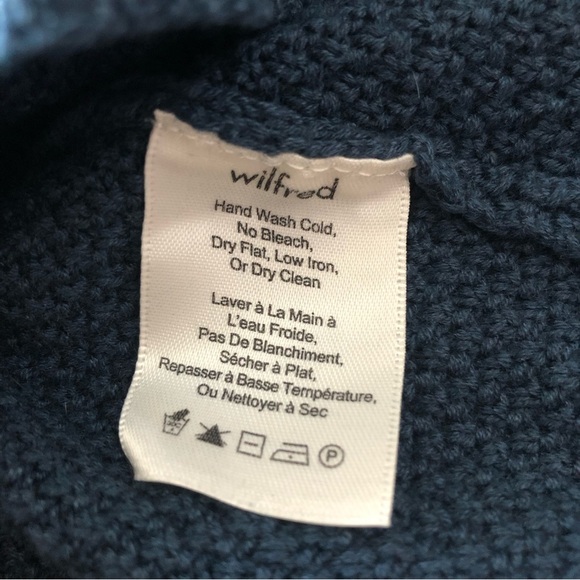 wilfred
Hand Wash Cold,
No Bleach,
Dry Flat, Low Iron,
Or Dry Clean
Laver à La Main à
L'eau Froide,
Pas De Blanchiment,
Sécher à Plat,
Repasser à Basse Température,
Ou Nettoyer à Sec
P